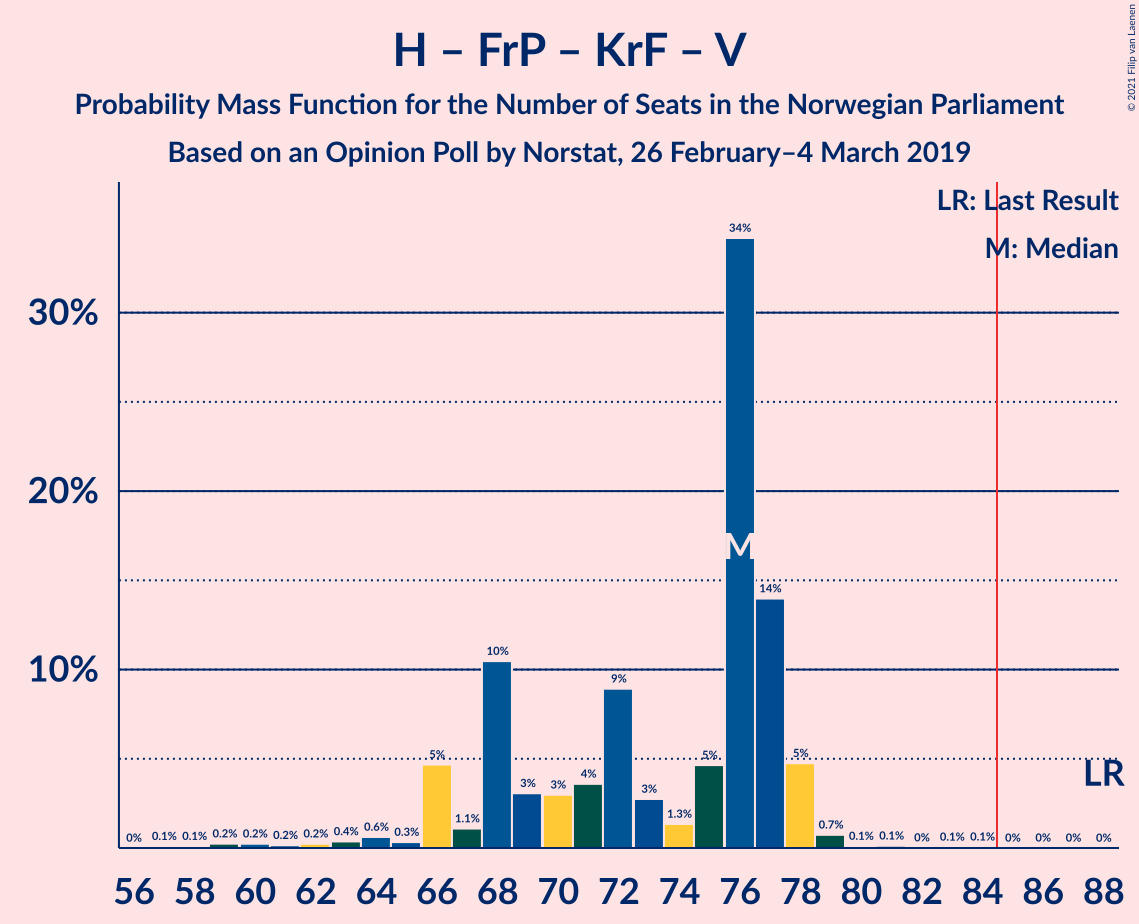 H – FrP – KrF – V
Probability Mass Function for the Number of Seats in the Norwegian Parliament
Based on an Opinion Poll by Norstat, 26 February–4 March 2019
© 2021 Filip van Laenen
LR: Last Result
M: Median
30%
20%
10%
0% 0.1% 0.1% 0.2% 0.2% 0.2% 0.2% 0.4% 0.6% 0.3% 5% 1.1% 10% 3% 3% 4% 9% 3% 1.3% 5% 34% 14% 5% 0.7% 0.1% 0.1% 0% 0.1% 0.1% 0% 0% 0% 0%
M
LR
56 58 60 62 64 66 68 70 72 74 76 78 80 82 84 86 88